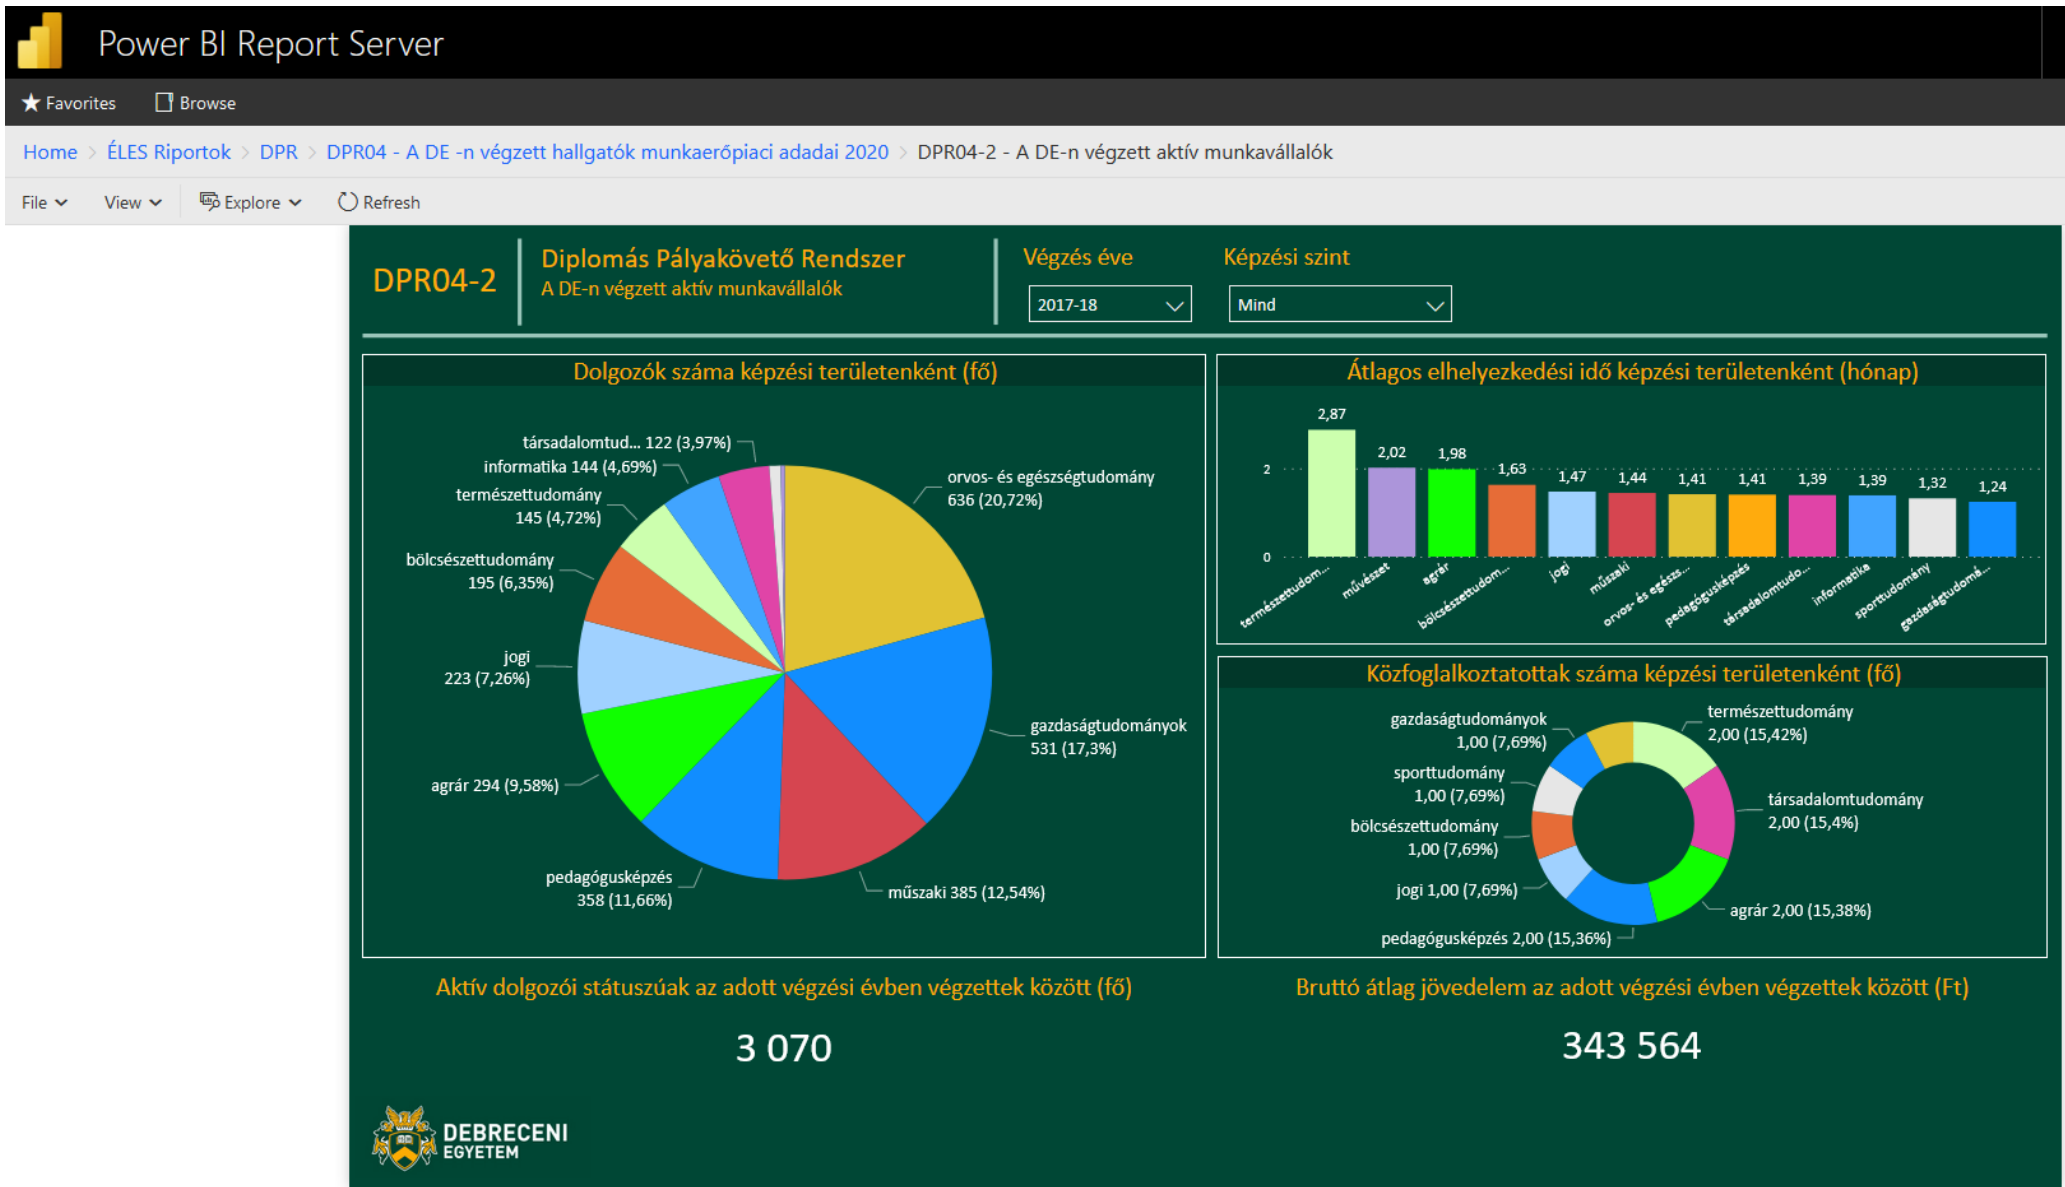 Power BI Report Server
Favorites
Browse
Home > ÉLES Riportok > DPR > DPR04 - A DE -n végzett hallgatók munkaerőpiaci adadai 2020 > DPR04-2 - A DE-n végzett aktív munkavállalók
File
View
Explore
Refresh
DPR04-2
Diplomás Pályakövető Rendszer
A DE-n végzett aktív munkavállalók
Végzés éve
2017-18
Képzési szint
Mind
Dolgozók száma képzési területenként (fő)
társadalomtud... 122 (3,97%)
informatika 144 (4,69%)
természettudomány
145 (4,72%)
bölcsészettudomány
195 (6,35%)
jogi
223 (7,26%)
agrár 294 (9,58%)
pedagógusképzés
358 (11,66%)
műszaki 385 (12,54%)
gazdaságtudományok
531 (17,3%)
orvos- és egészségtudomány
636 (20,72%)
Átlagos elhelyezkedési idő képzési területenként (hónap)
2
0
2,87
2,02
1,98
1,63
1,47
1,44
1,41
1,41
1,39
1,39
1,32
1,24
természettudom...
művészet
agrár
bölcsészettudom...
jogi
műszaki
orvos- és egészs...
pedagógusképzés
társadalomtudo...
informatika
sporttudomány
gazdaságtudomá...
Közfoglalkoztatottak száma képzési területenként (fő)
gazdaságtudományok
1,00 (7,69%)
sporttudomány
1,00 (7,69%)
bölcsészettudomány
1,00 (7,69%)
jogi 1,00 (7,69%)
pedagógusképzés 2,00 (15,36%)
agrár 2,00 (15,38%)
társadalomtudomány
2,00 (15,4%)
természettudomány
2,00 (15,42%)
Aktív dolgozói státuszúak az adott végzési évben végzettek között (fő)
3 070
Bruttó átlag jövedelem az adott végzési évben végzettek között (Ft)
343 564
DEBRECENI
EGYETEM